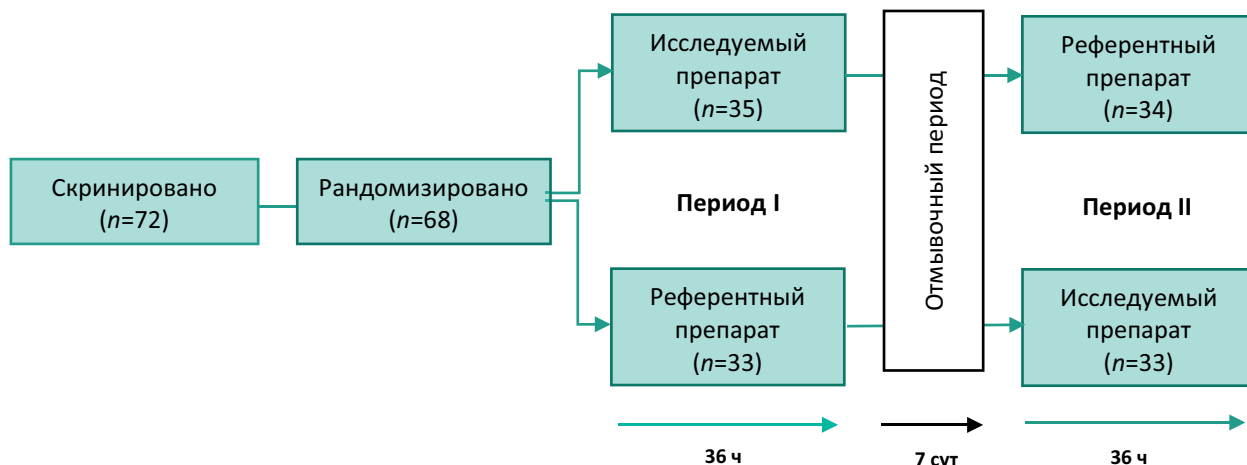 Скринировано
(n=72)
Рандомизировано
(n=68)
Исследуемый
препарат
(n=35)
Период I
Референтный
препарат
(n=33)
Отмывочный период
Референтный
препарат
(n=34)
Период II
Исследуемый
препарат
(n=33)
36 ч
7 сут
36 ч